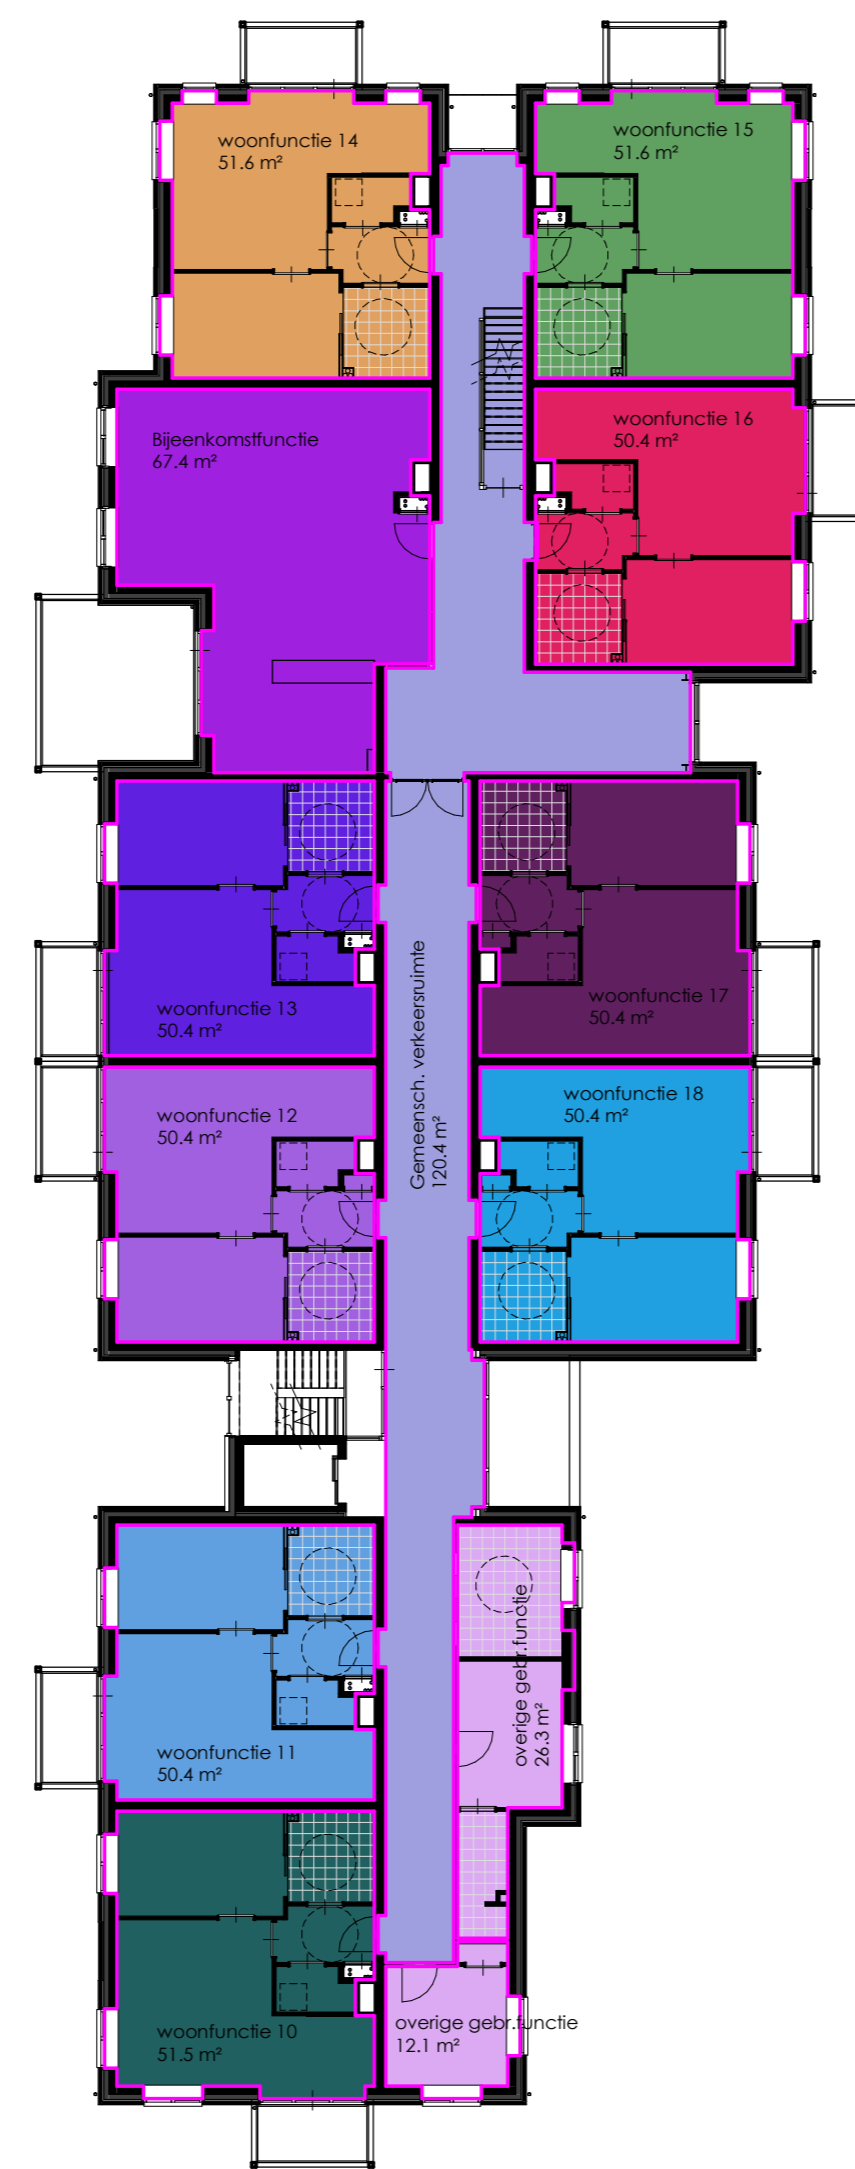 woonfunctie 14
51.6 m²
woonfunctie 15
51.6 m²
Bijeenkomstfunctie
67.4 m²
woonfunctie 16
50.4 m²
woonfunctie 13
50.4 m²
woonfunctie 17
50.4 m²
Gemeensch. verkeersruimte
120.4 m²
woonfunctie 12
50.4 m²
woonfunctie 18
50.4 m²
overige gebr.functie
26.3 m²
woonfunctie 11
50.4 m²
woonfunctie 10
51.5 m²
overige gebr.functie
12.1 m²